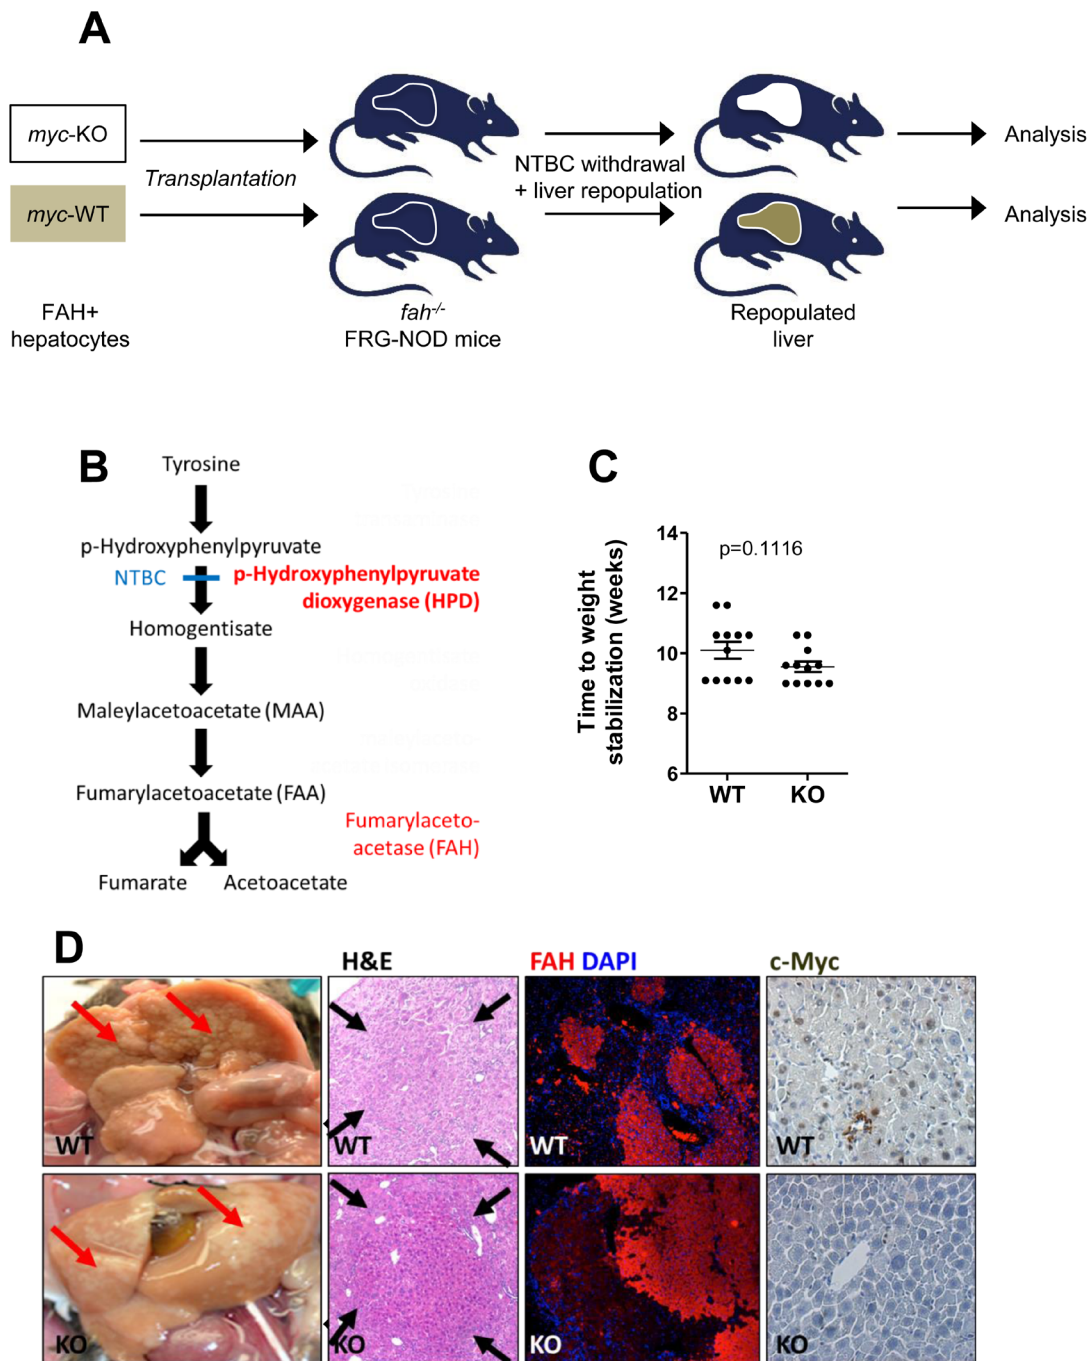 A
myc-KO
Transplantation
myc-WT
NTBC withdrawal
+ liver repopulation
Analysis
Analysis
FAH+
hepatocytes
fah-/-
FRG-NOD mice
Repopulated
liver
B
Tyrosine
p-Hydroxyphenylpyruvate
NTBC
p-Hydroxyphenylpyruvate
dioxygenase (HPD)
Homogentisate
Maleylacetoacetate (MAA)
Fumarylacetoacetate (FAA)
Fumarylaceto-
acetase (FAH)
Fumarate Acetoacetate
C
Time to weight
stabilization (weeks)
14
12
10
8
6
p=0.1116
WT KO
D
H&E
FAH DAPI
c-Myc
WT
WT
WT
WT
KO
KO
KO
KO